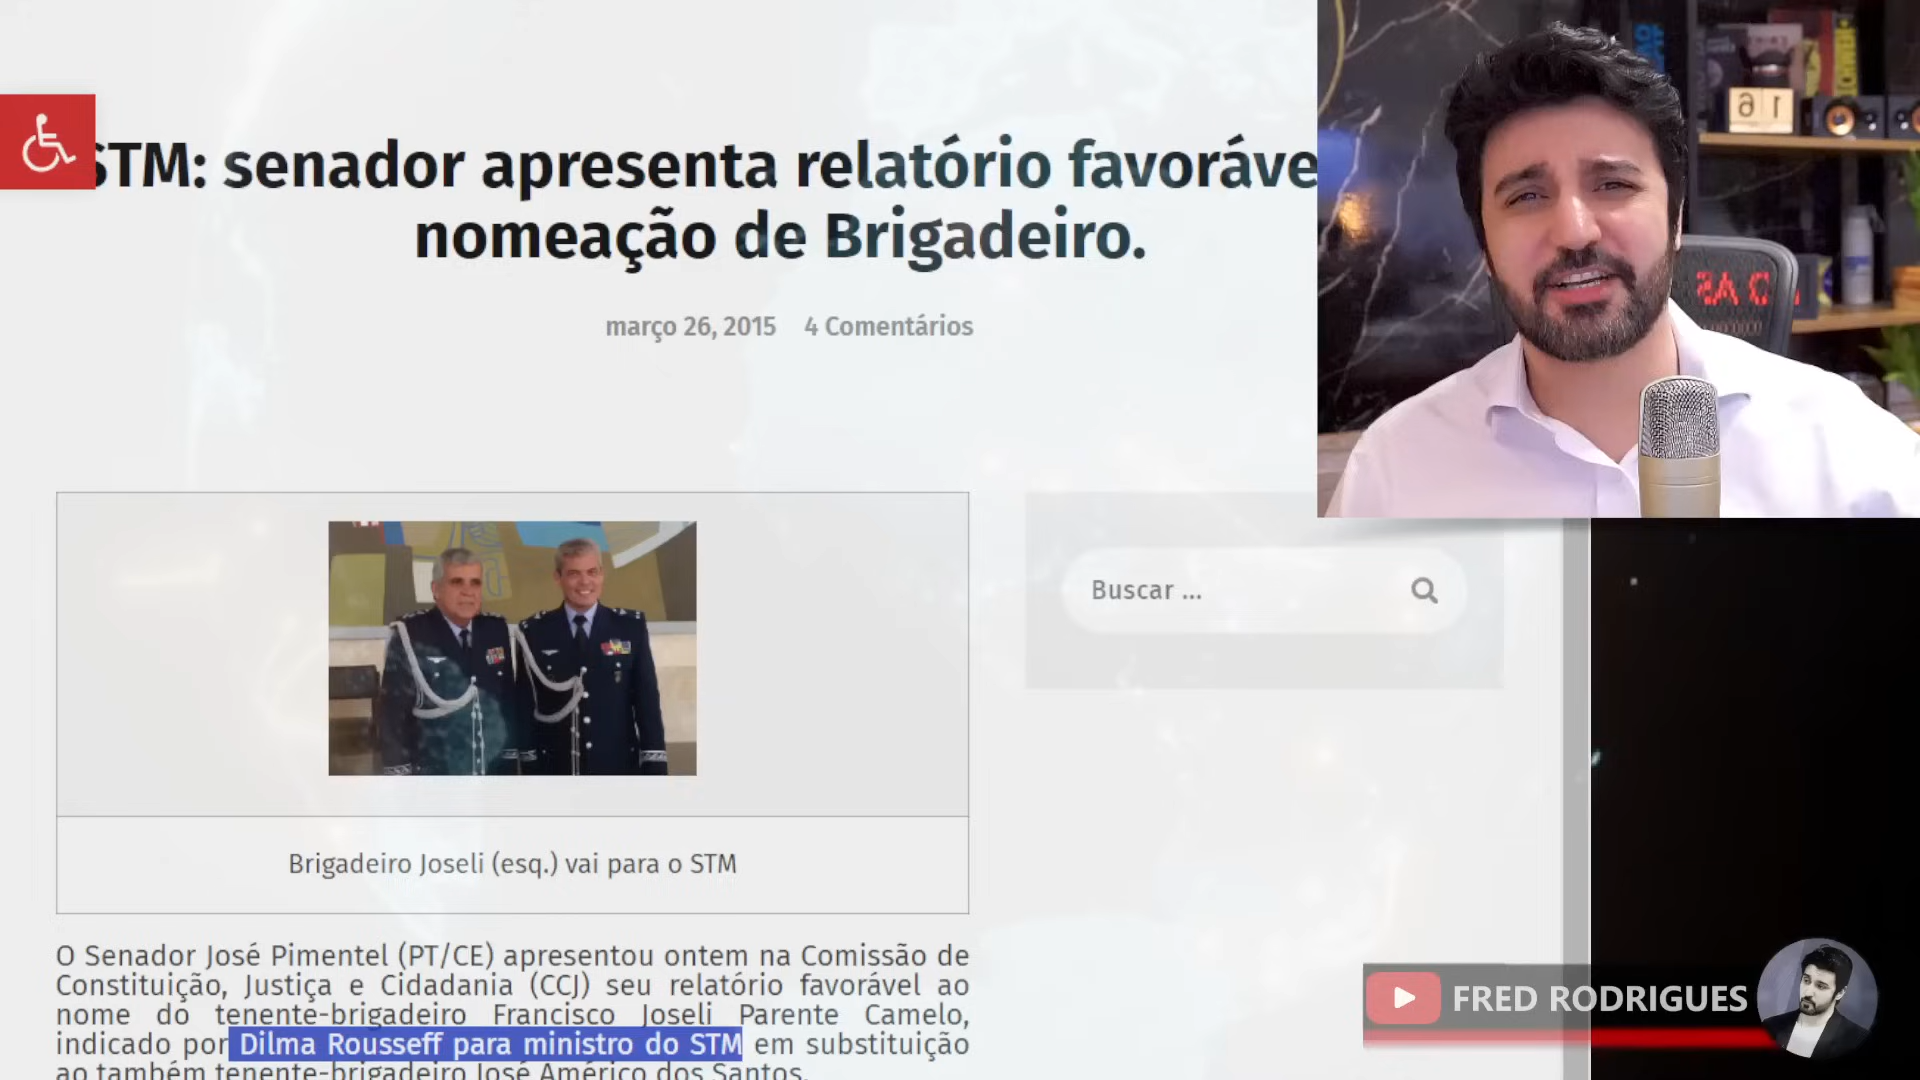 STM: senador apresenta relatório favoráve
nomeação de Brigadeiro.
março 26, 2015 4 Comentários
Buscar ...
Brigadeiro Joseli (esq.) vai para o STM
O Senador José Pimentel (PT/CE) apresentou ontem na Comissão de
Constituição, Justiça e Cidadania (CCJ) seu relatório favorável ao
nome do tenente-brigadeiro Francisco Joseli Parente Camelo,
indicado por Dilma Rousseff para ministro do STM em substituição
ao também tenente-brigadeiro José Américo dos Santos.
FRED RODRIGUES